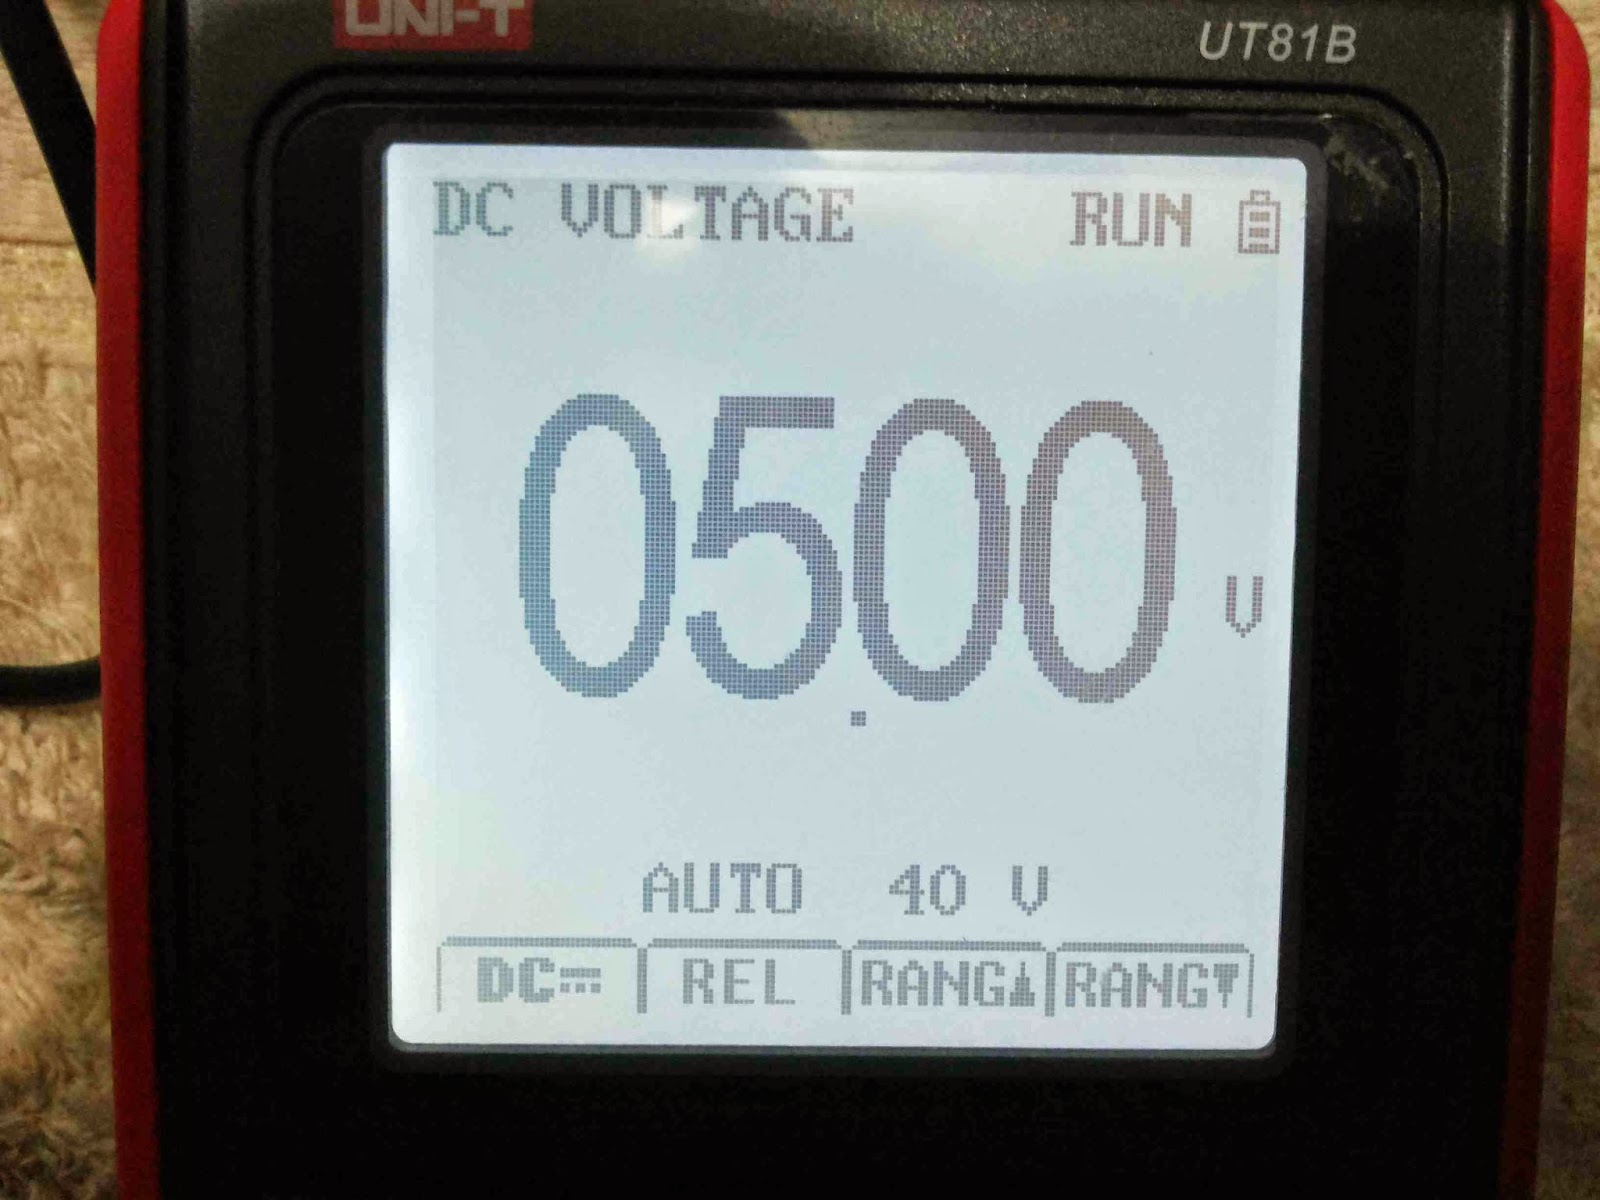 UNI-T
UT81B
DC VOLTAGE RUN
05.00 V
AUTO 40 V
DC⎓ REL RANG▲ RANG▼